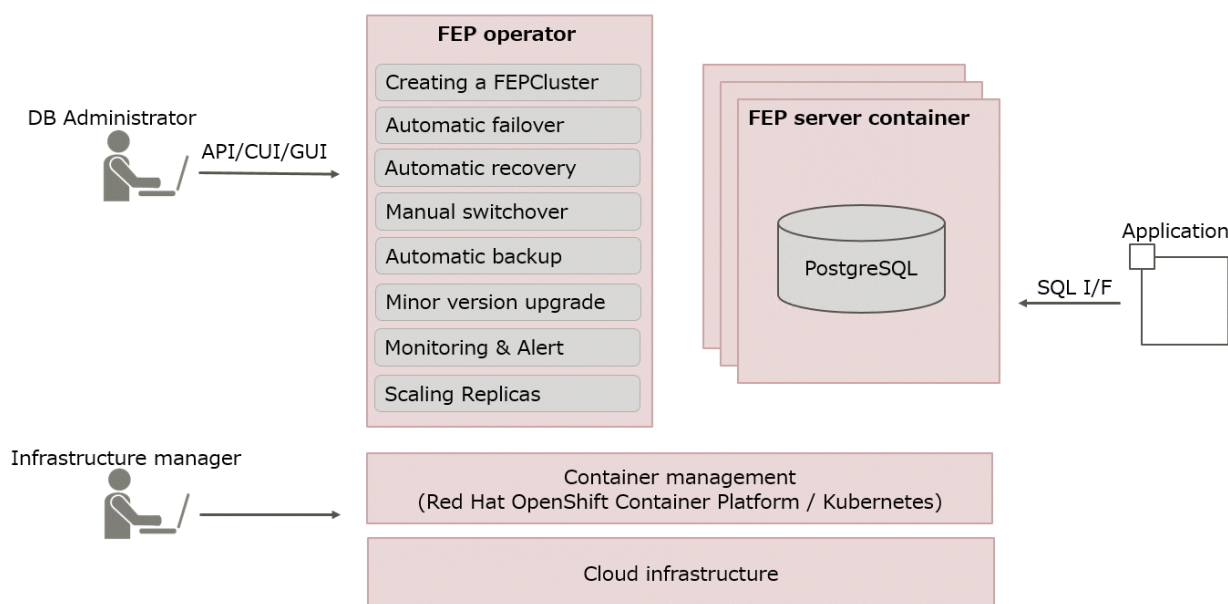 FEP operator
Creating a FEPCluster
Automatic failover
Automatic recovery
Manual switchover
Automatic backup
Minor version upgrade
Monitoring & Alert
Scaling Replicas
DB Administrator
API/CUI/GUI
FEP server container
PostgreSQL
Application
SQL I/F
Infrastructure manager
Container management
(Red Hat OpenShift Container Platform / Kubernetes)
Cloud infrastructure